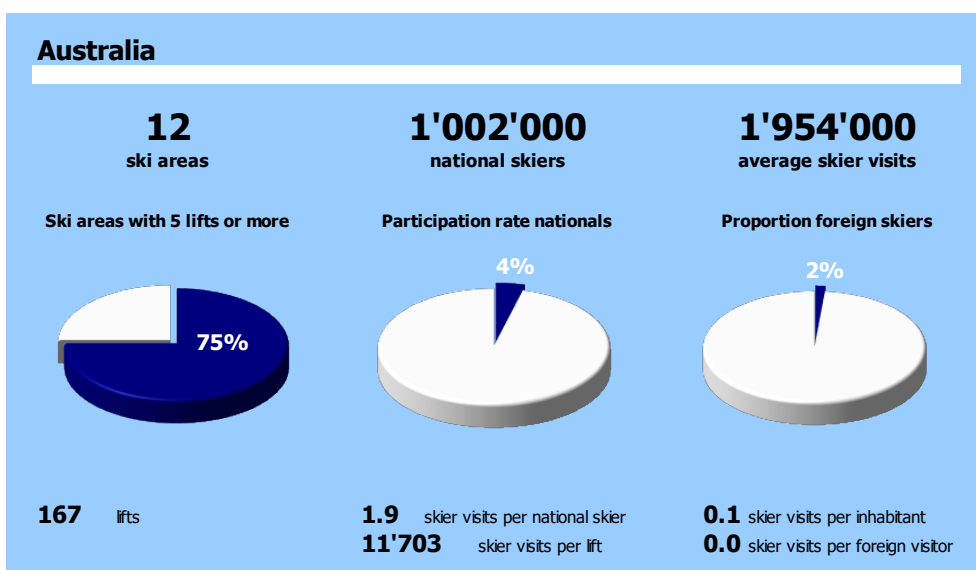 Australia
12
ski areas
1'002'000
national skiers
1'954'000
average skier visits
Ski areas with 5 lifts or more
Participation rate nationals
Proportion foreign skiers
75%
4%
2%
167 lifts
1.9 skier visits per national skier
11'703 skier visits per lift
0.1 skier visits per inhabitant
0.0 skier visits per foreign visitor